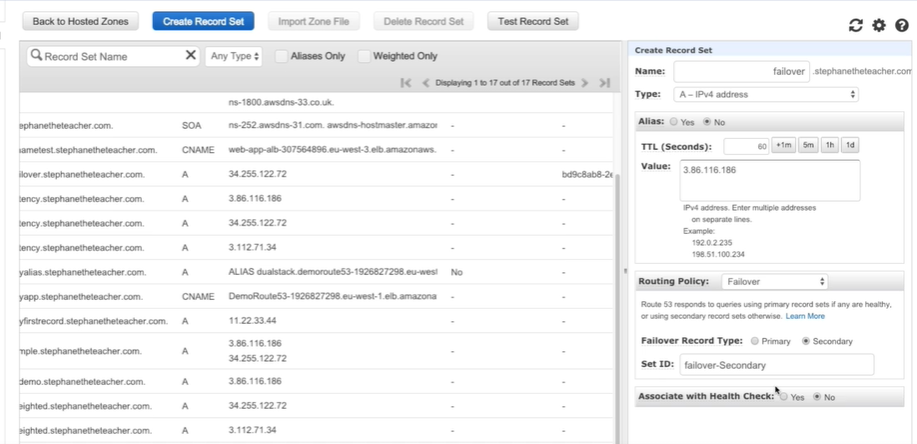 Back to Hosted Zones Create Record Set Import Zone File Delete Record Set Test Record Set
Record Set Name Any Type Aliases Only Weighted Only
Displaying 1 to 17 out of 17 Record Sets
ns-1800.awsdns-33.co.uk.
ephanetheteacher.com. SOA ns-252.awsdns-31.com. awsdns-hostmaster.amazor - -
ametest.stephanetheteacher.com. CNAME web-app-alb-307564896.eu-west-3.elb.amazonaws. - -
ilover.stephanetheteacher.com. A 34.255.122.72 - bd9c8ab8-2e
tency.stephanetheteacher.com. A 3.86.116.186 - -
tency.stephanetheteacher.com. A 34.255.122.72 - -
tency.stephanetheteacher.com. A 3.112.71.34 - -
yalias.stephanetheteacher.com. A ALIAS dualstack.demoroute53-1926827298.eu-west No -
yapp.stephanetheteacher.com. CNAME DemoRoute53-1926827298.eu-west-1.elb.amazona - -
yfirstrecord.stephanetheteacher.com. A 11.22.33.44 - -
mple.stephanetheteacher.com. A 3.86.116.186 - -
34.255.122.72
demo.stephanetheteacher.com. A 3.86.116.186 - -
eighted.stephanetheteacher.com. A 34.255.122.72 - -
eighted.stephanetheteacher.com. A 3.112.71.34 - -
Create Record Set
Name: failover .stephanetheteacher.com
Type: A – IPv4 address
Alias: Yes No
TTL (Seconds): 60 +1m 5m 1h 1d
Value: 3.86.116.186
IPv4 address. Enter multiple addresses
on separate lines.
Example:
192.0.2.235
198.51.100.234
Routing Policy: Failover
Route 53 responds to queries using primary record sets if any are healthy,
or using secondary record sets otherwise. Learn More
Failover Record Type: Primary Secondary
Set ID: failover-Secondary
Associate with Health Check: Yes No